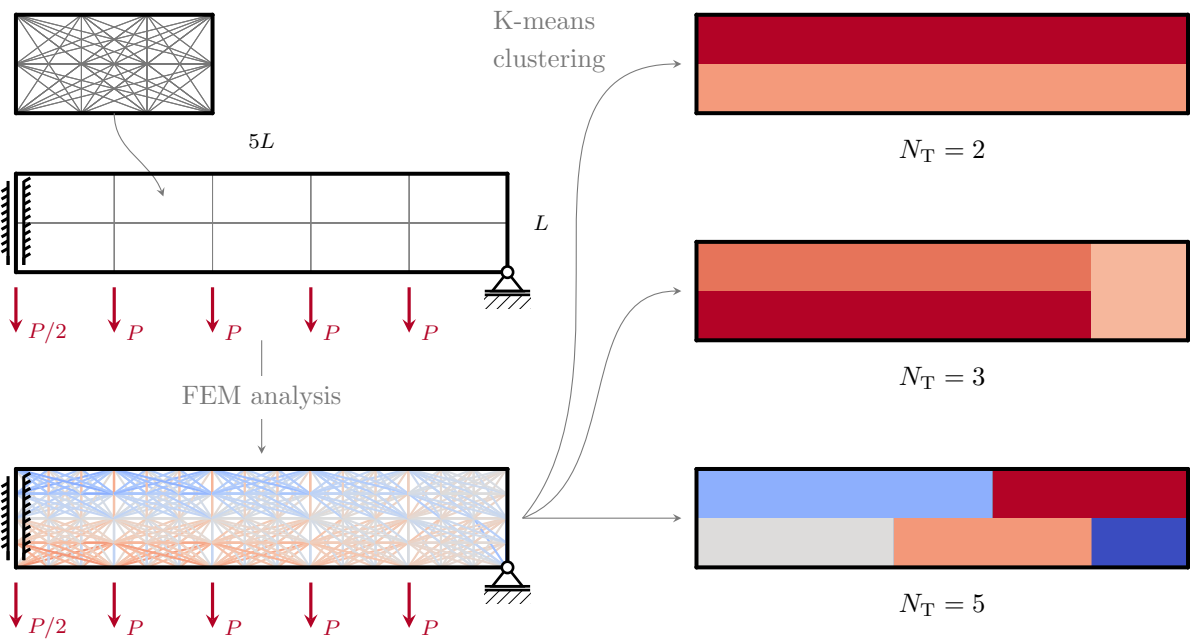 K-means
clustering
5L
L
P/2
P
P
P
P
FEM analysis
P/2
P
P
P
P
N_T = 2
N_T = 3
N_T = 5